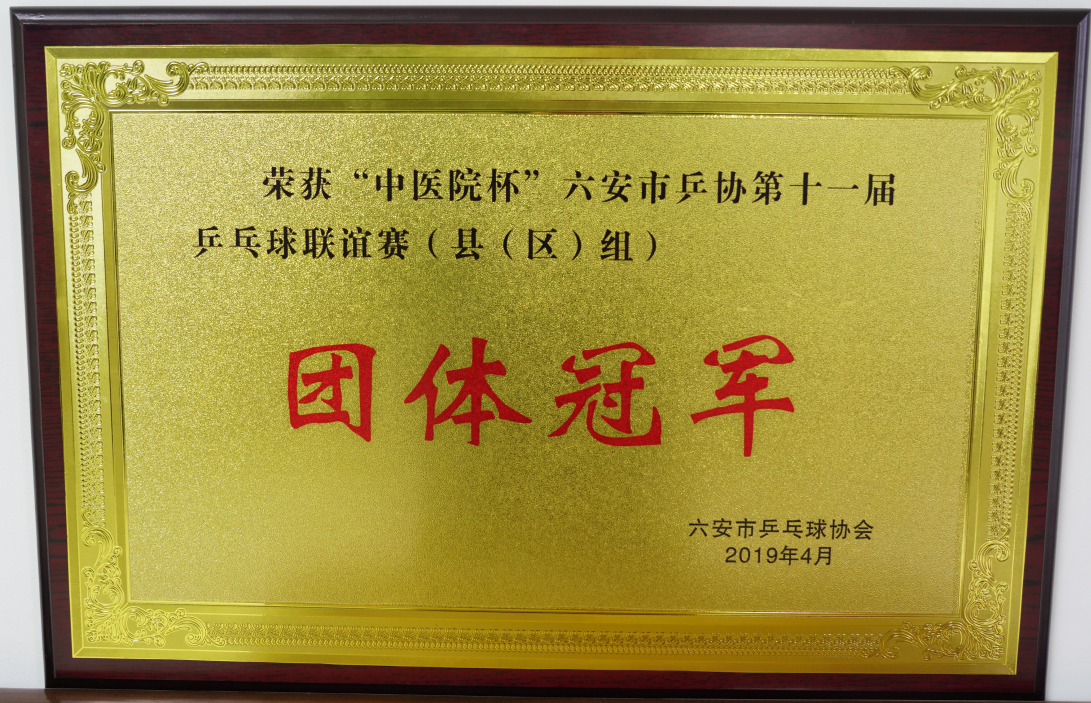 荣获“中医院杯”六安市乒协第十一届
乒乓球联谊赛（县（区）组）
团体冠军
六安市乒乓球协会
2019年4月